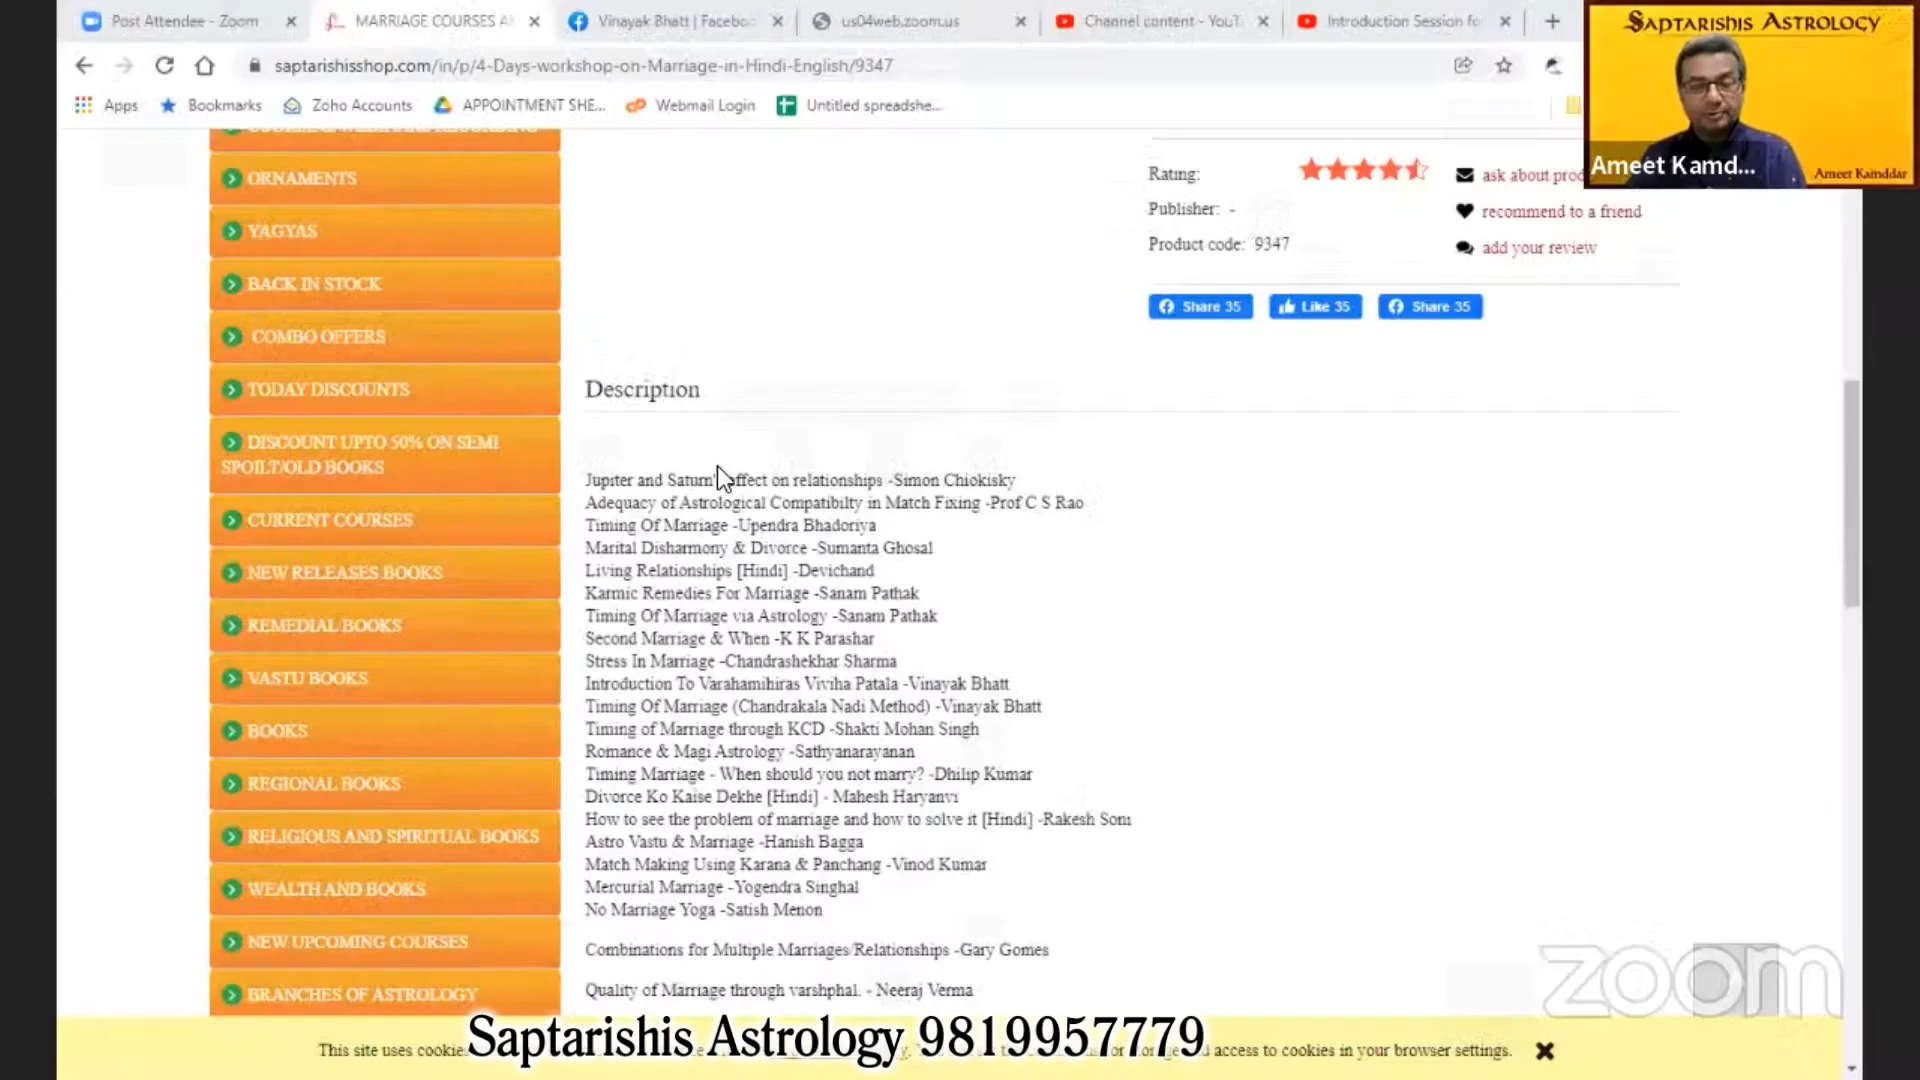 Post Attendee - Zoom
MARRIAGE COURSES A
Vinayak Bhatt | Facebo
us04web.zoom.us
Channel content - YouT
Introduction Session fo
saptarishisshop.com/in/p/4-Days-workshop-on-Marriage-in-Hindi-English/9347
Apps
Bookmarks
Zoho Accounts
APPOINTMENT SHE...
Webmail Login
Untitled spreadshe...
SAPTARISHIS ASTROLOGY
Ameet Kamd...
Ameet Kamddar
ORNAMENTS
YAGYAS
BACK IN STOCK
COMBO OFFERS
TODAY DISCOUNTS
DISCOUNT UPTO 50% ON SEMI
SPOILT/OLD BOOKS
CURRENT COURSES
NEW RELEASES BOOKS
REMEDIAL BOOKS
VASTU BOOKS
BOOKS
REGIONAL BOOKS
RELIGIOUS AND SPIRITUAL BOOKS
WEALTH AND BOOKS
NEW UPCOMING COURSES
BRANCHES OF ASTROLOGY
Rating:
Publisher: -
Product code: 9347
ask about prod
recommend to a friend
add your review
Share 35
Like 35
Share 35
Description
Jupiter and Saturn' affect on relationships -Simon Chiokisky
Adequacy of Astrological Compatibilty in Match Fixing -Prof C S Rao
Timing Of Marriage -Upendra Bhadoriya
Marital Disharmony & Divorce -Sumanta Ghosal
Living Relationships [Hindi] -Devichand
Karmic Remedies For Marriage -Sanam Pathak
Timing Of Marriage via Astrology -Sanam Pathak
Second Marriage & When -K K Parashar
Stress In Marriage -Chandrashekhar Sharma
Introduction To Varahamihiras Viviha Patala -Vinayak Bhatt
Timing Of Marriage (Chandrakala Nadi Method) -Vinayak Bhatt
Timing of Marriage through KCD -Shakti Mohan Singh
Romance & Magi Astrology -Sathyanarayanan
Timing Marriage - When should you not marry? -Dhilip Kumar
Divorce Ko Kaise Dekhe [Hindi] - Mahesh Haryanvi
How to see the problem of marriage and how to solve it [Hindi] -Rakesh Soni
Astro Vastu & Marriage -Hanish Bagga
Match Making Using Karana & Panchang -Vinod Kumar
Mercurial Marriage -Yogendra Singhal
No Marriage Yoga -Satish Menon
Combinations for Multiple Marriages/Relationships -Gary Gomes
Quality of Marriage through varshphal. - Neeraj Verma
zoom
This site uses cookie
access to cookies in your browser settings.
Saptarishis Astrology 9819957779